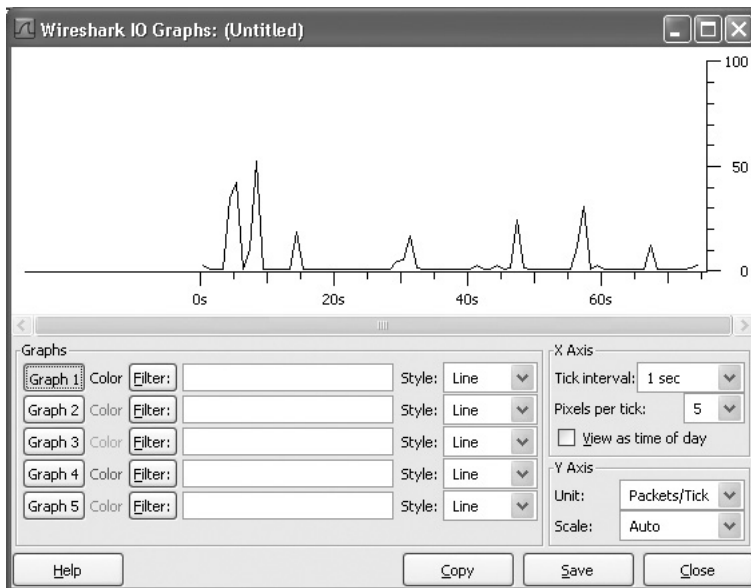 Wireshark IO Graphs: (Untitled)
100
50
0
0s 20s 40s 60s
Graphs
Graph 1 Color Filter: Style: Line
Graph 2 Color Filter: Style: Line
Graph 3 Color Filter: Style: Line
Graph 4 Color Filter: Style: Line
Graph 5 Color Filter: Style: Line
X Axis
Tick interval: 1 sec
Pixels per tick: 5
View as time of day
Y Axis
Unit: Packets/Tick
Scale: Auto
Help Copy Save Close